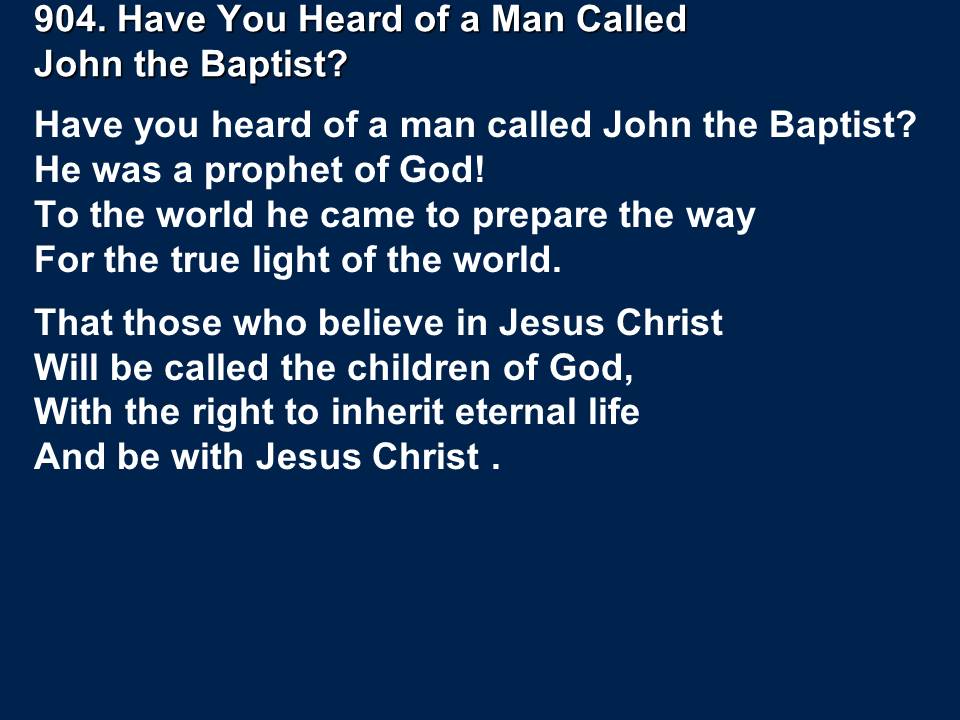 904. Have You Heard of a Man Called
John the Baptist?
Have you heard of a man called John the Baptist?
He was a prophet of God!
To the world he came to prepare the way
For the true light of the world.
That those who believe in Jesus Christ
Will be called the children of God,
With the right to inherit eternal life
And be with Jesus Christ .